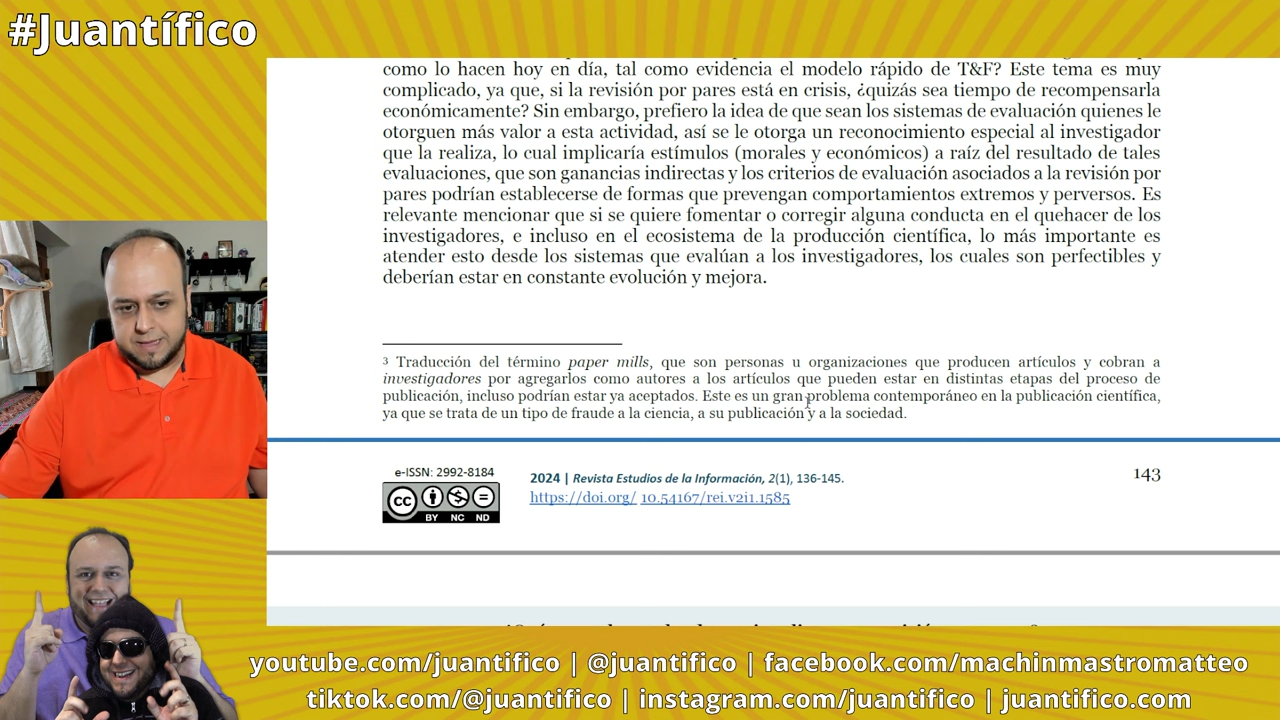 #Juantífico
como lo hacen hoy en día, tal como evidencia el modelo rápido de T&F? Este tema es muy
complicado, ya que, si la revisión por pares está en crisis, ¿quizás sea tiempo de recompensarla
económicamente? Sin embargo, prefiero la idea de que sean los sistemas de evaluación quienes le
otorguen más valor a esta actividad, así se le otorga un reconocimiento especial al investigador
que la realiza, lo cual implicaría estímulos (morales y económicos) a raíz del resultado de tales
evaluaciones, que son ganancias indirectas y los criterios de evaluación asociados a la revisión por
pares podrían establecerse de formas que prevengan comportamientos extremos y perversos. Es
relevante mencionar que si se quiere fomentar o corregir alguna conducta en el quehacer de los
investigadores, e incluso en el ecosistema de la producción científica, lo más importante es
atender esto desde los sistemas que evalúan a los investigadores, los cuales son perfectibles y
deberían estar en constante evolución y mejora.
3 Traducción del término paper mills, que son personas u organizaciones que producen artículos y cobran a
investigadores por agregarlos como autores a los artículos que pueden estar en distintas etapas del proceso de
publicación, incluso podrían estar ya aceptados. Este es un gran problema contemporáneo en la publicación científica,
ya que se trata de un tipo de fraude a la ciencia, a su publicación y a la sociedad.
e-ISSN: 2992-8184
cc BY NC ND
2024 | Revista Estudios de la Información, 2(1), 136-145.
https://doi.org/ 10.54167/rei.v2i1.1585
143
youtube.com/juantifico | @juantifico | facebook.com/machinmastromatteo
tiktok.com/@juantifico | instagram.com/juantifico | juantifico.com